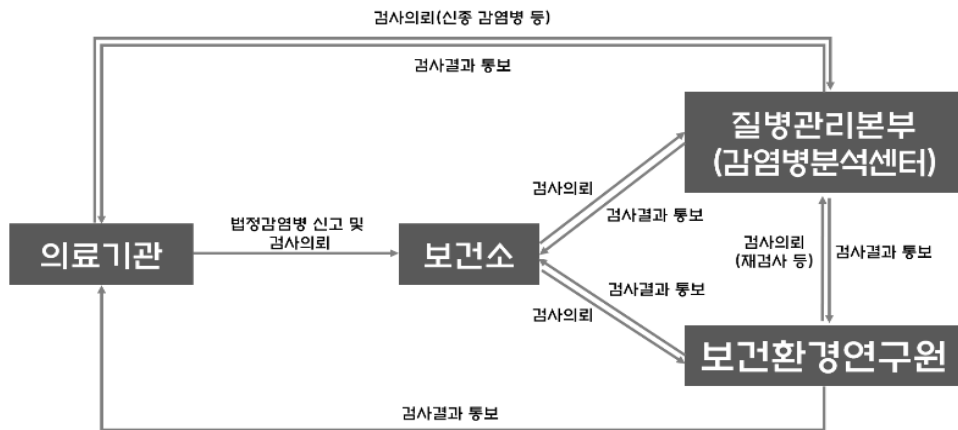 검사의뢰(신종 감염병 등)
검사결과 통보
질병관리본부
(감염병분석센터)
검사의뢰
검사결과 통보
법정감염병 신고 및
검사의뢰
의료기관
보건소
검사의뢰
(재검사 등)
검사결과 통보
검사결과 통보
검사의뢰
보건환경연구원
검사결과 통보